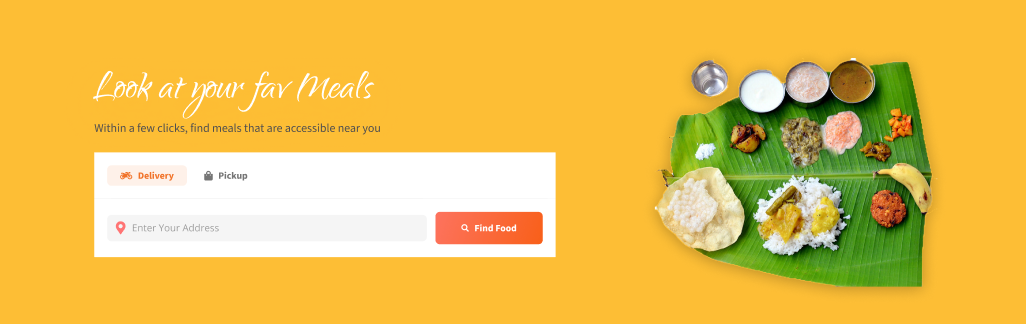 Look at your fav Meals
Within a few clicks, find meals that are accessible near you
Delivery Pickup
Enter Your Address Find Food